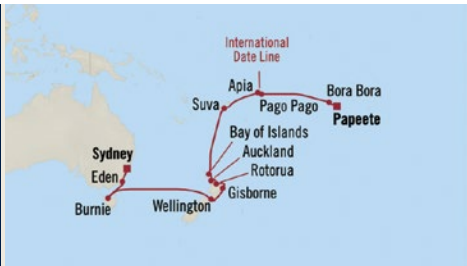 International
Date Line
Apia
Bora Bora
Suva
Pago Pago
Papeete
Bay of Islands
Auckland
Sydney
Rotorua
Eden
Gisborne
Burnie
Wellington